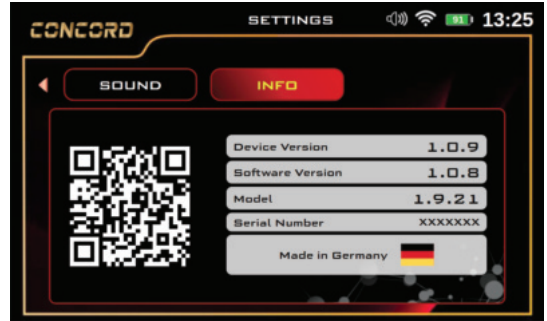 CONCORD
SETTINGS
91
13:25
SOUND
INFO
Device Version 1.0.9
Software Version 1.0.8
Model 1.9.21
Serial Number XXXXXXX
Made in Germany